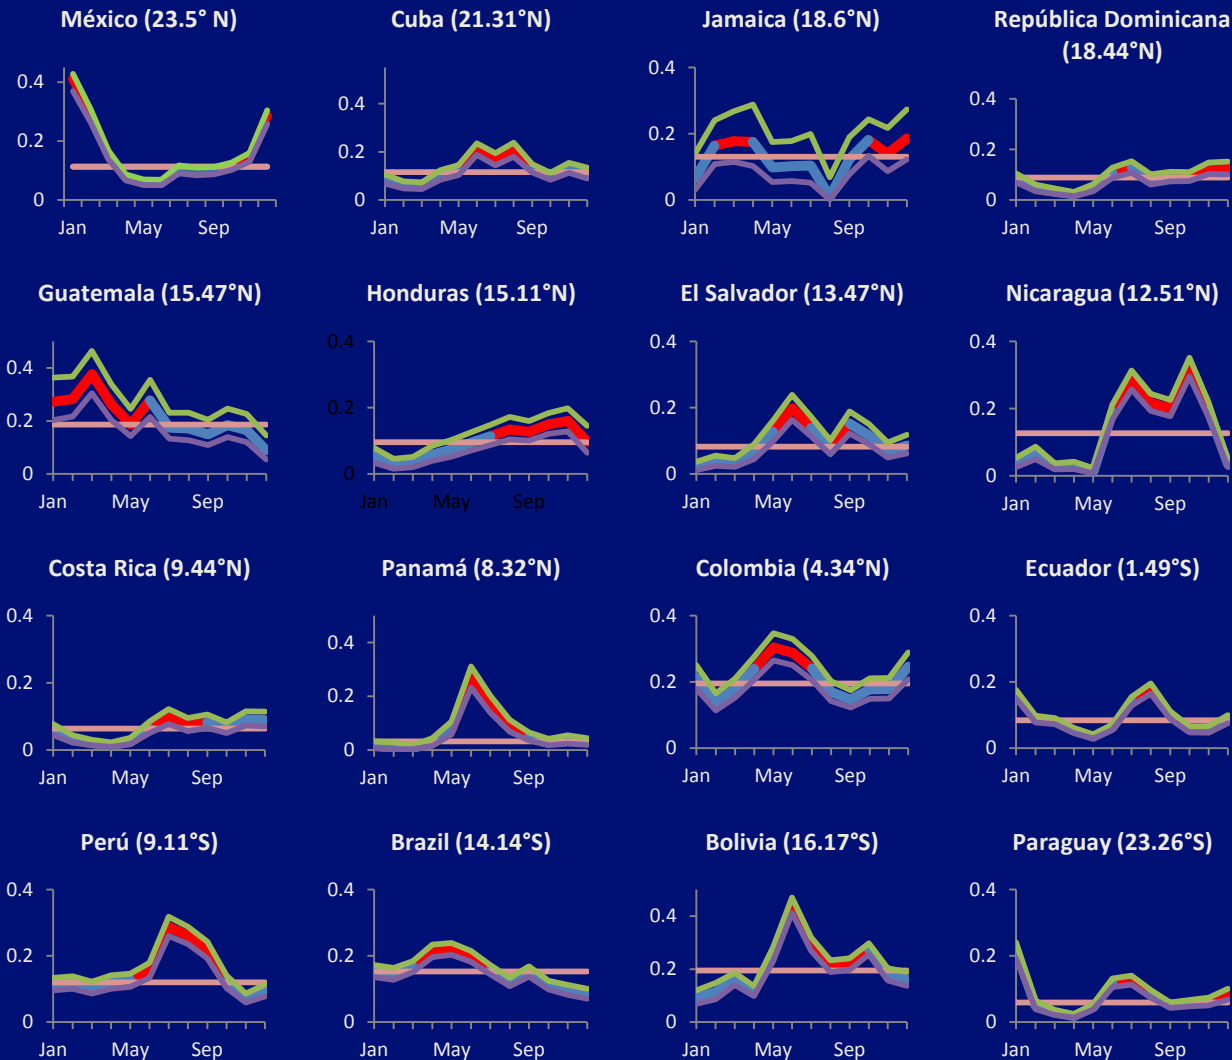 México (23.5° N)
0.4
0.2
0
Jan May Sep
Cuba (21.31°N)
0.4
0.2
0
Jan May Sep
Jamaica (18.6°N)
0.4
0.2
0
Jan May Sep
República Dominicana
(18.44°N)
0.4
0.2
0
Jan May Sep
Guatemala (15.47°N)
0.4
0.2
0
Jan May Sep
Honduras (15.11°N)
0.4
0.2
0
Jan May Sep
El Salvador (13.47°N)
0.4
0.2
0
Jan May Sep
Nicaragua (12.51°N)
0.4
0.2
0
Jan May Sep
Costa Rica (9.44°N)
0.4
0.2
0
Jan May Sep
Panamá (8.32°N)
0.4
0.2
0
Jan May Sep
Colombia (4.34°N)
0.4
0.2
0
Jan May Sep
Ecuador (1.49°S)
0.4
0.2
0
Jan May Sep
Perú (9.11°S)
0.4
0.2
0
Jan May Sep
Brazil (14.14°S)
0.4
0.2
0
Jan May Sep
Bolivia (16.17°S)
0.4
0.2
0
Jan May Sep
Paraguay (23.26°S)
0.4
0.2
0
Jan May Sep